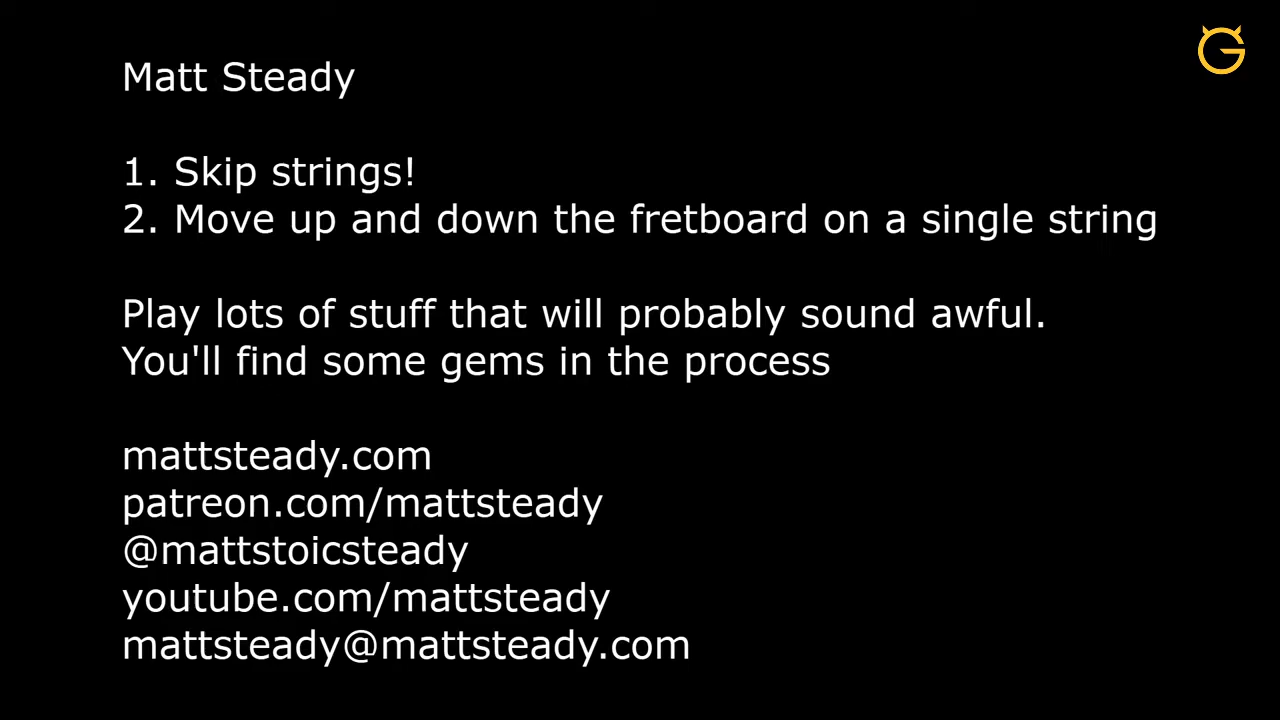 Matt Steady
1. Skip strings!
2. Move up and down the fretboard on a single string
Play lots of stuff that will probably sound awful.
You'll find some gems in the process
mattsteady.com
patreon.com/mattsteady
@mattstoicsteady
youtube.com/mattsteady
mattsteady@mattsteady.com